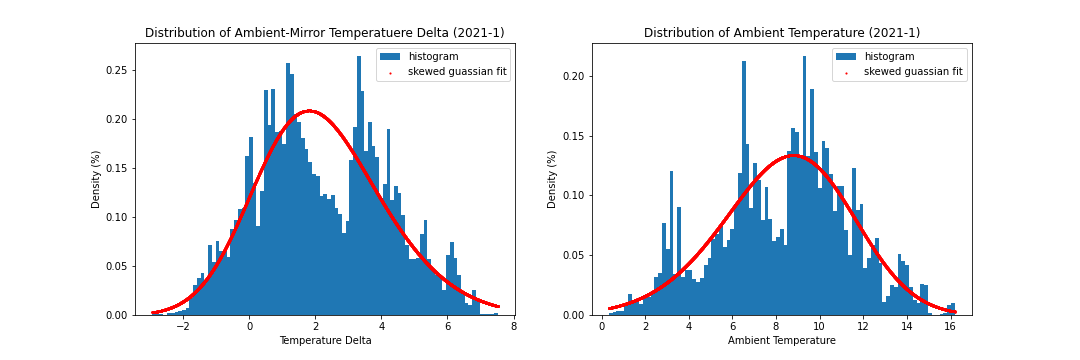 Distribution of Ambient-Mirror Temperatuere Delta (2021-1)
histogram
skewed guassian fit
Density (%)
0.25
0.20
0.15
0.10
0.05
0.00
−2 0 2 4 6 8
Temperature Delta
Distribution of Ambient Temperature (2021-1)
histogram
skewed guassian fit
Density (%)
0.20
0.15
0.10
0.05
0.00
0 2 4 6 8 10 12 14 16
Ambient Temperature